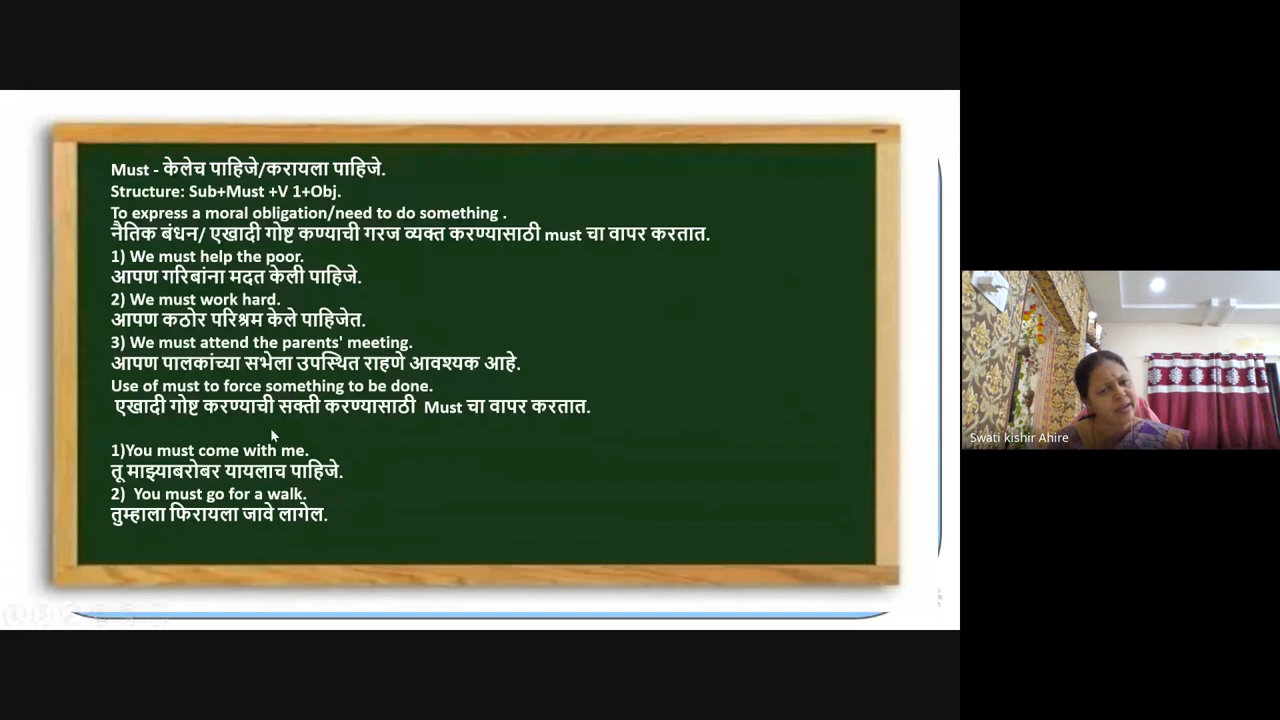 Must - केलेच पाहिजे/करायला पाहिजे.
Structure: Sub+Must +V 1+Obj.
To express a moral obligation/need to do something .
नैतिक बंधन/ एखादी गोष्ट कण्याची गरज व्यक्त करण्यासाठी must चा वापर करतात.
1) We must help the poor.
आपण गरिबांना मदत केली पाहिजे.
2) We must work hard.
आपण कठोर परिश्रम केले पाहिजेत.
3) We must attend the parents' meeting.
आपण पालकांच्या सभेला उपस्थित राहणे आवश्यक आहे.
Use of must to force something to be done.
एखादी गोष्ट करण्याची सक्ती करण्यासाठी Must चा वापर करतात.
1)You must come with me.
तू माझ्याबरोबर यायलाच पाहिजे.
2) You must go for a walk.
तुम्हाला फिरायला जावे लागेल.
Swati kishir Ahire